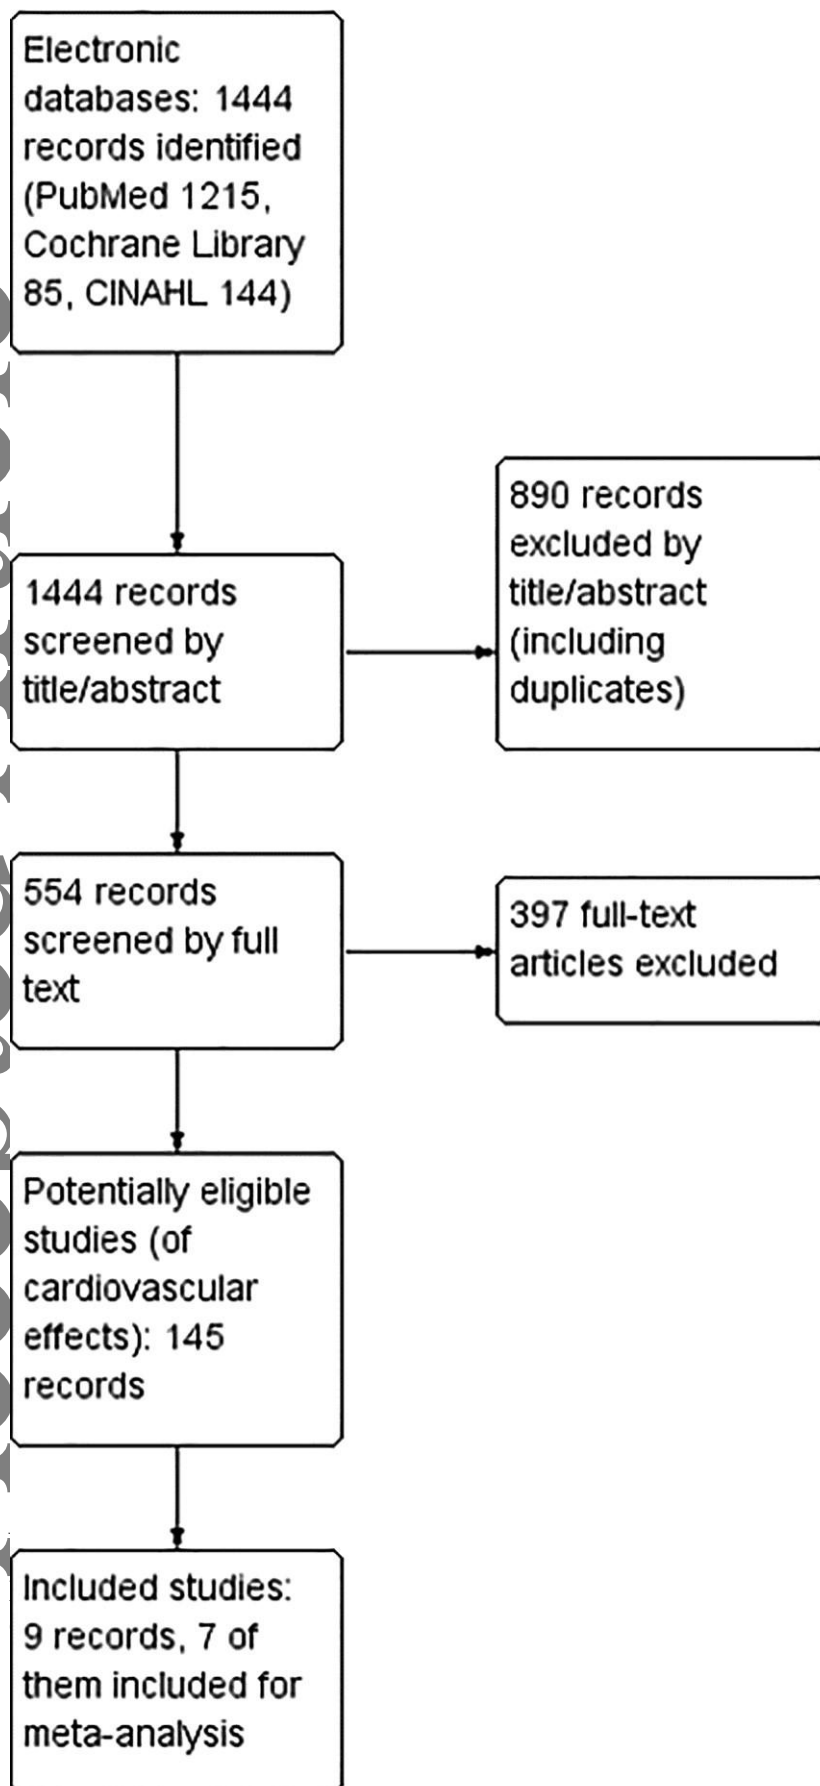 Electronic
databases: 1444
records identified
(PubMed 1215,
Cochrane Library
85, CINAHL 144)
1444 records
screened by
title/abstract
890 records
excluded by
title/abstract
(including
duplicates)
554 records
screened by full
text
397 full-text
articles excluded
Potentially eligible
studies (of
cardiovascular
effects): 145
records
Included studies:
9 records, 7 of
them included for
meta-analysis